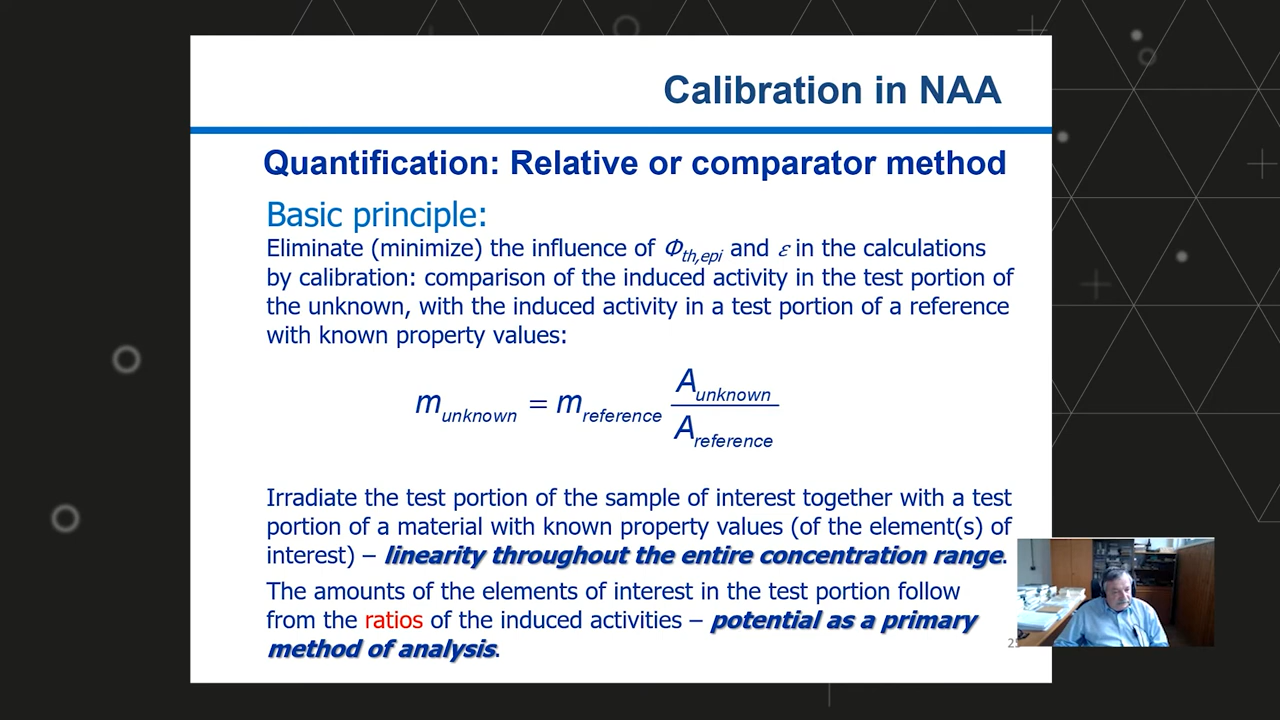 Calibration in NAA
Quantification: Relative or comparator method
Basic principle:
Eliminate (minimize) the influence of Φth,epi and ε in the calculations
by calibration: comparison of the induced activity in the test portion of
the unknown, with the induced activity in a test portion of a reference
with known property values:
m unknown = m reference A unknown / A reference
Irradiate the test portion of the sample of interest together with a test
portion of a material with known property values (of the element(s) of
interest) – linearity throughout the entire concentration range.
The amounts of the elements of interest in the test portion follow
from the ratios of the induced activities – potential as a primary
method of analysis.